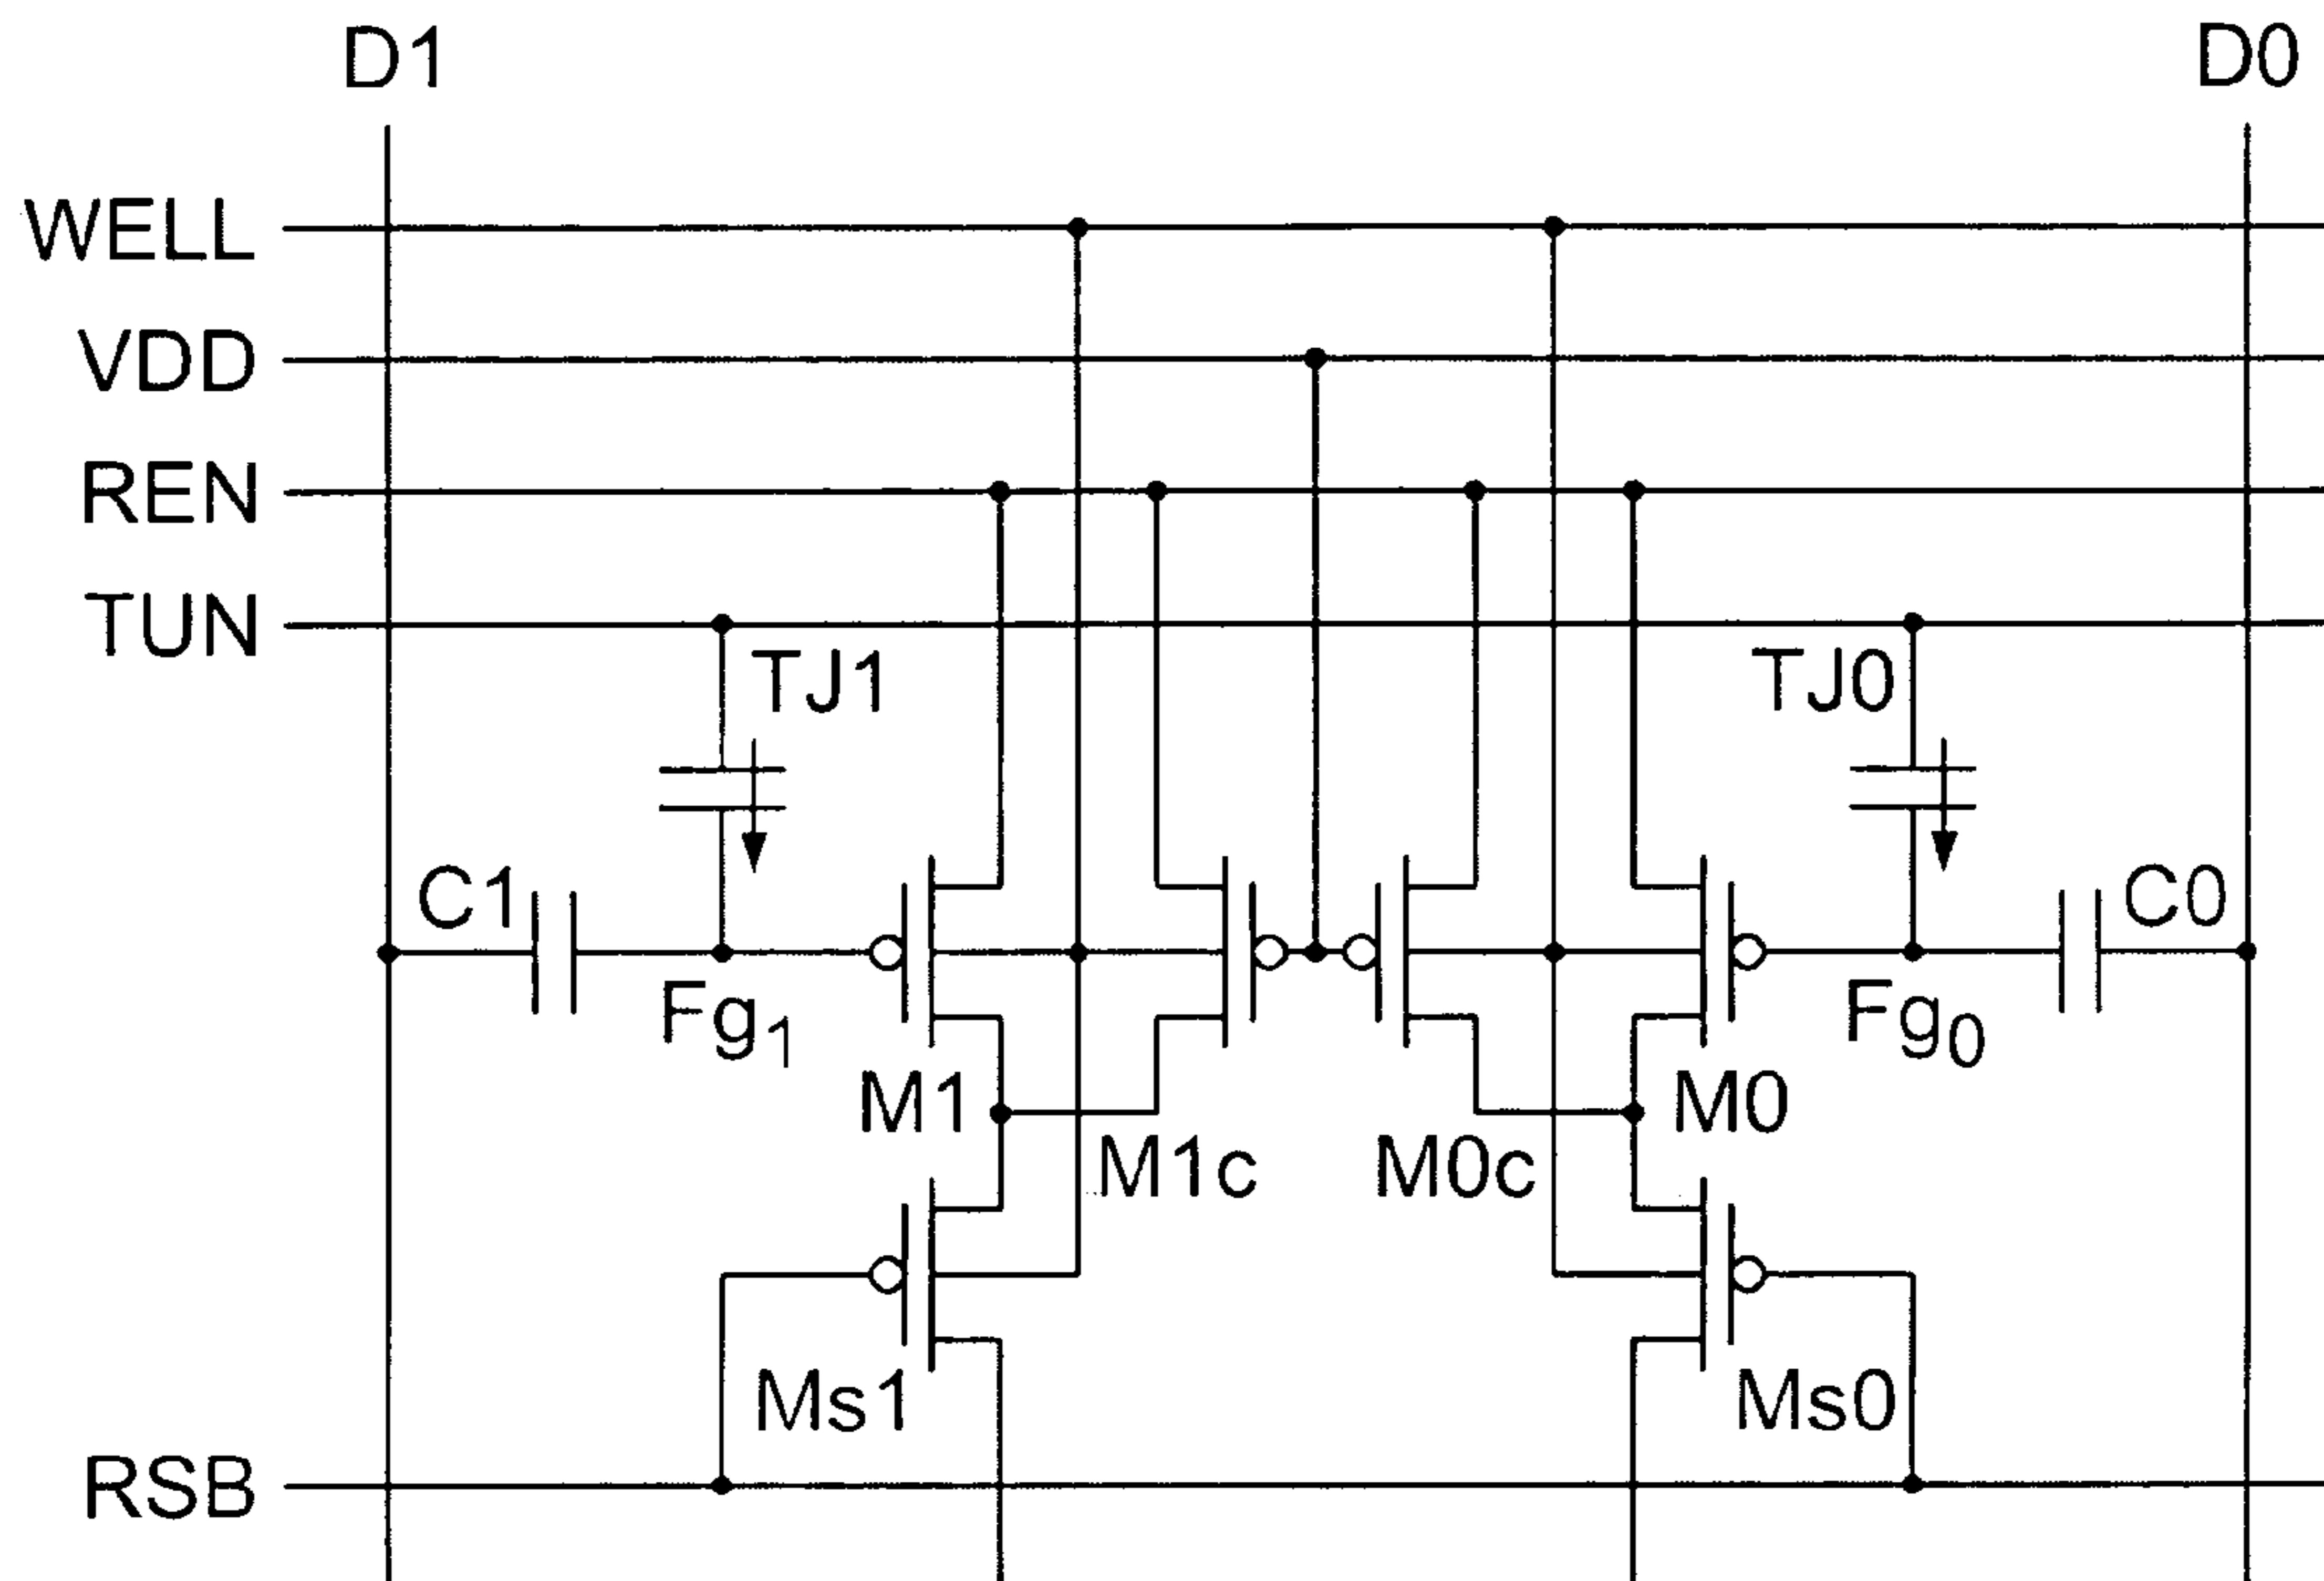 D1
D0
WELL
VDD
REN
TUN
TJ1
TJ0
C1
C0
Fg1
Fg0
M1
M0
M1c
M0c
Ms1
Ms0
RSB